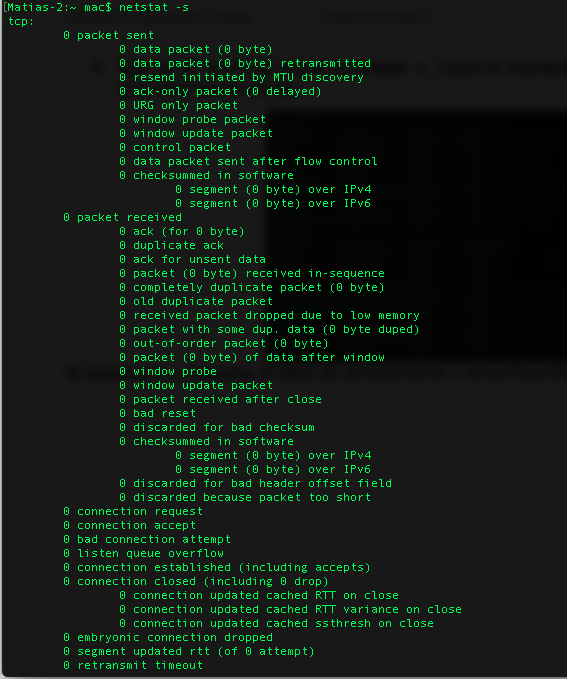 [Matias-2:~ mac$ netstat -s
tcp:
0 packet sent
0 data packet (0 byte)
0 data packet (0 byte) retransmitted
0 resend initiated by MTU discovery
0 ack-only packet (0 delayed)
0 URG only packet
0 window probe packet
0 window update packet
0 control packet
0 data packet sent after flow control
0 checksummed in software
0 segment (0 byte) over IPv4
0 segment (0 byte) over IPv6
0 packet received
0 ack (for 0 byte)
0 duplicate ack
0 ack for unsent data
0 packet (0 byte) received in-sequence
0 completely duplicate packet (0 byte)
0 old duplicate packet
0 received packet dropped due to low memory
0 packet with some dup. data (0 byte duped)
0 out-of-order packet (0 byte)
0 packet (0 byte) of data after window
0 window probe
0 window update packet
0 packet received after close
0 bad reset
0 discarded for bad checksum
0 checksummed in software
0 segment (0 byte) over IPv4
0 segment (0 byte) over IPv6
0 discarded for bad header offset field
0 discarded because packet too short
0 connection request
0 connection accept
0 bad connection attempt
0 listen queue overflow
0 connection established (including accepts)
0 connection closed (including 0 drop)
0 connection updated cached RTT on close
0 connection updated cached RTT variance on close
0 connection updated cached ssthresh on close
0 embryonic connection dropped
0 segment updated rtt (of 0 attempt)
0 retransmit timeout